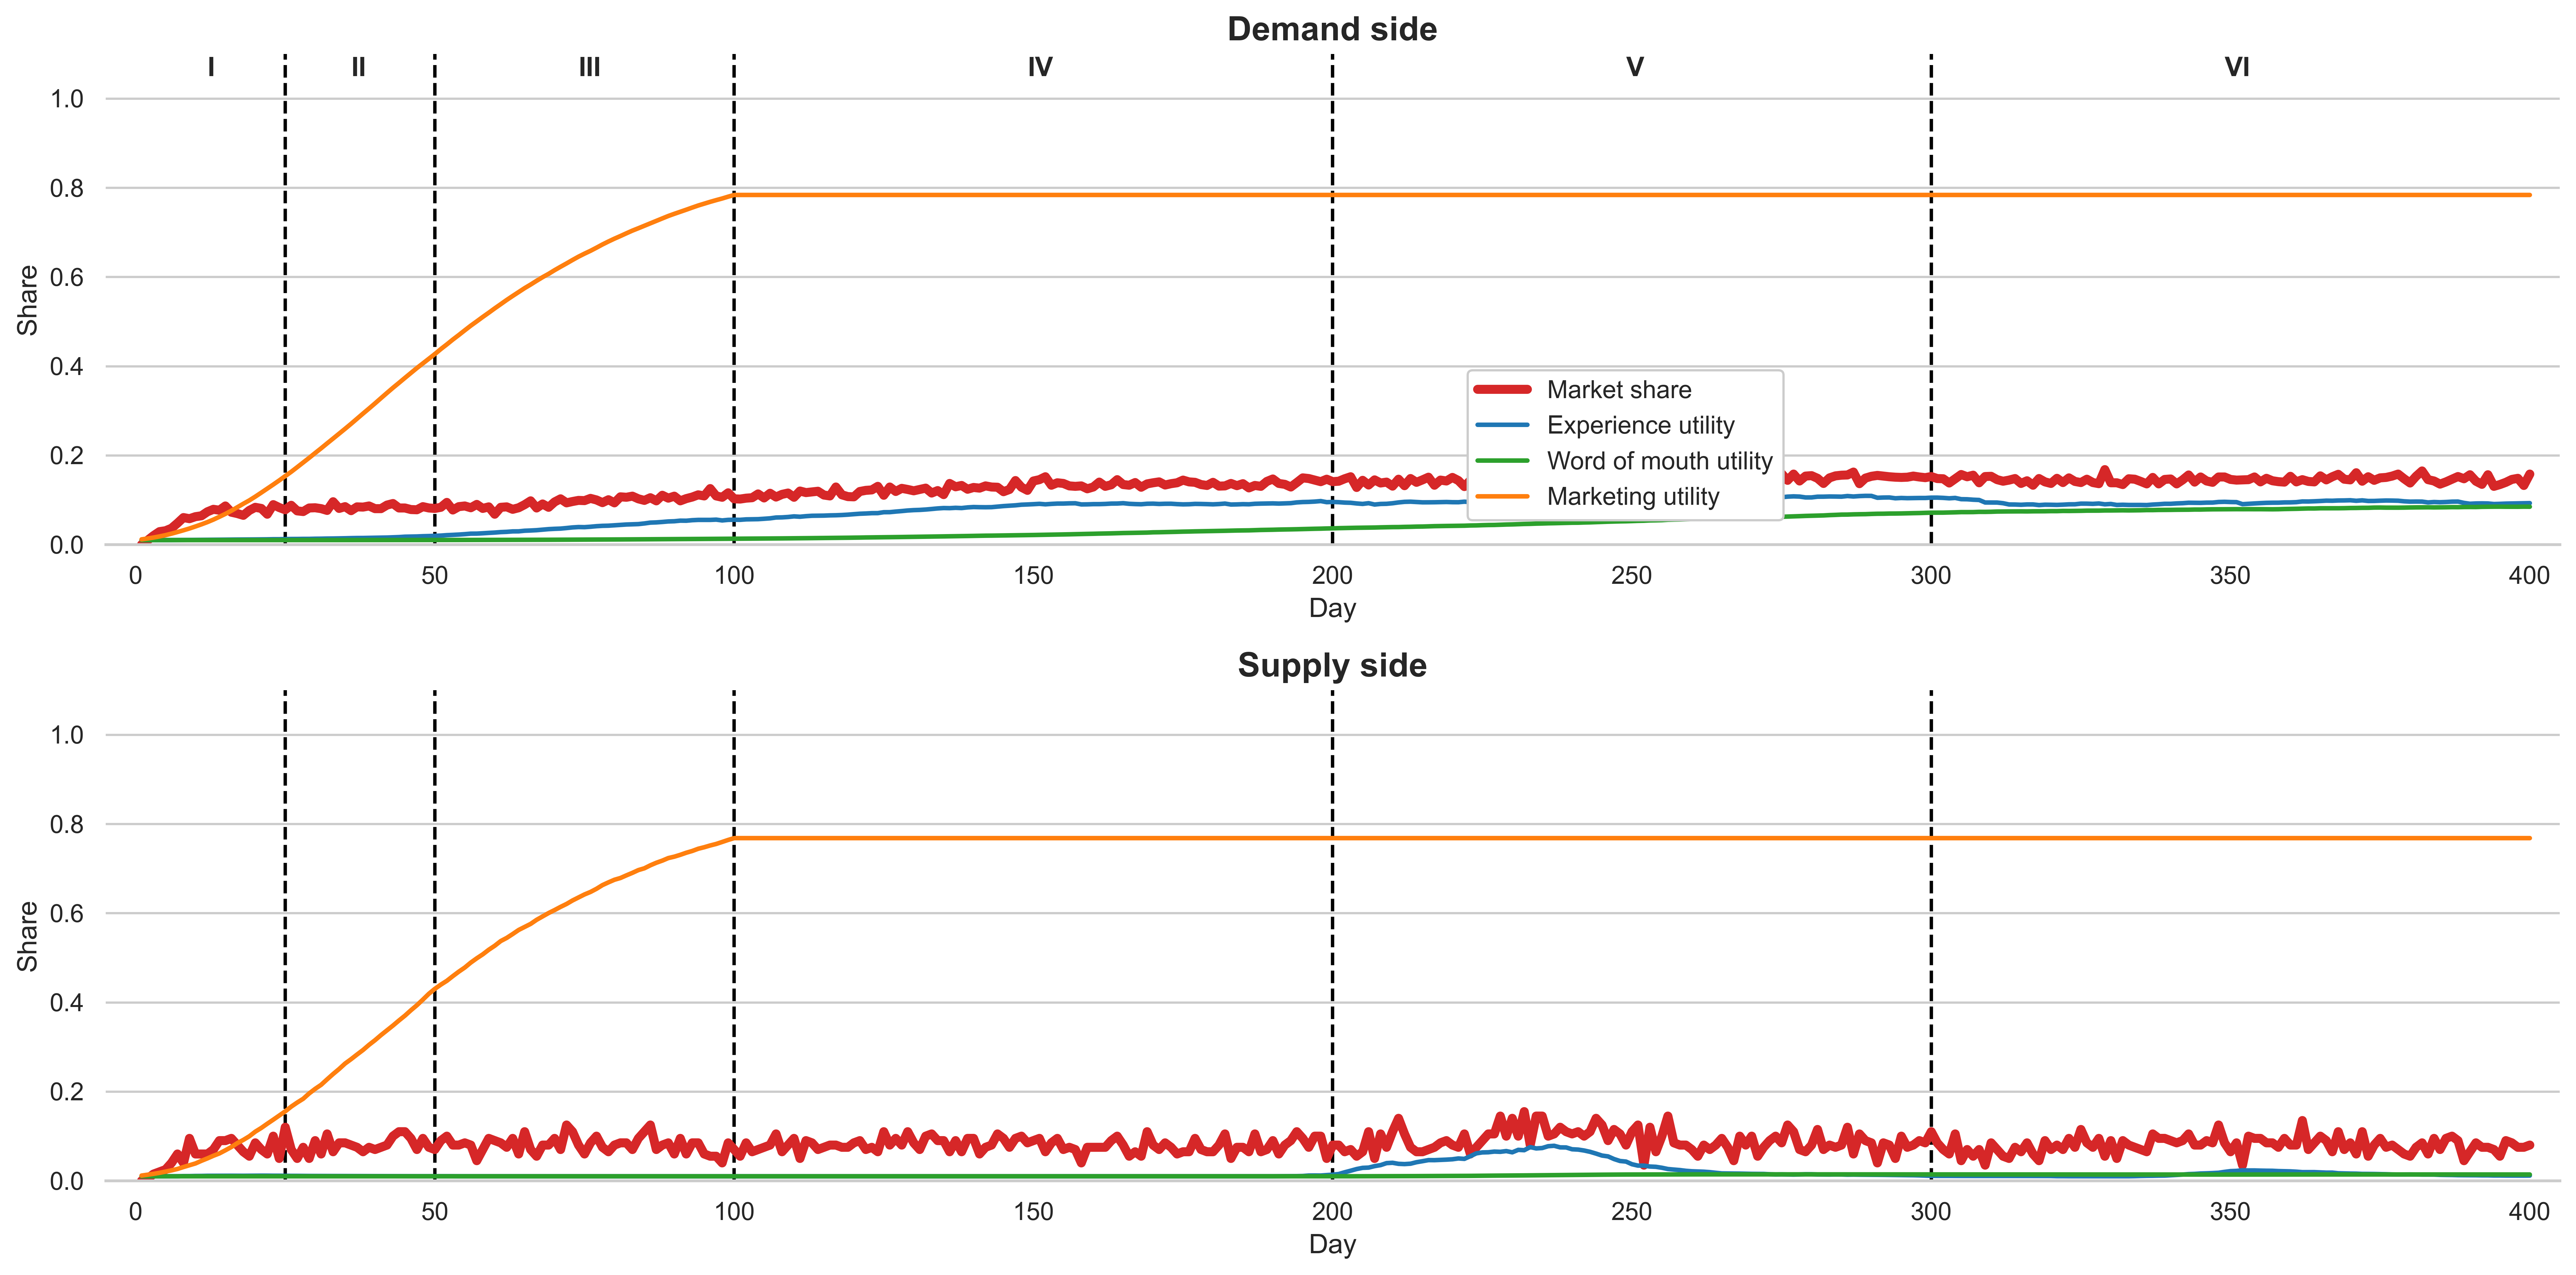 Demand side
I II III IV V VI
1.0
0.8
0.6
0.4
0.2
0.0
Share
Market share
Experience utility
Word of mouth utility
Marketing utility
0 50 100 150 200 250 300 350 400
Day
Supply side
1.0
0.8
0.6
0.4
0.2
0.0
Share
0 50 100 150 200 250 300 350 400
Day